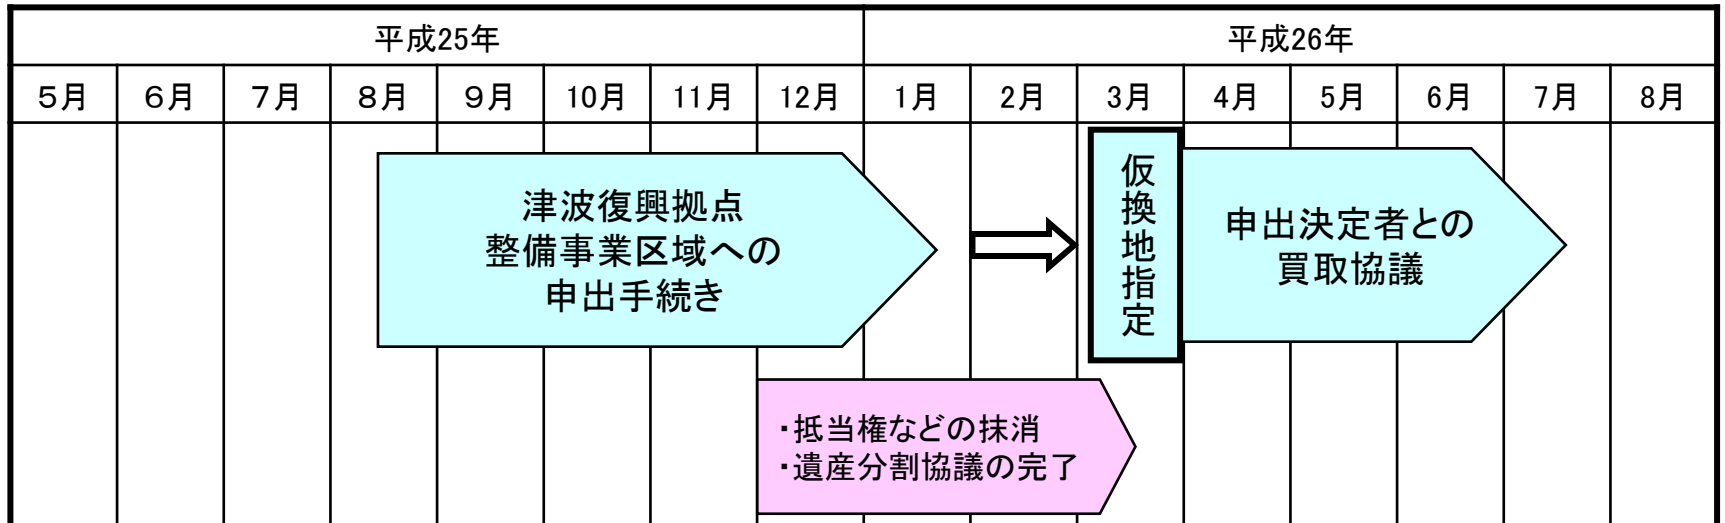 平成25年
平成26年
５月
６月
７月
８月
９月
10月
11月
12月
1月
2月
3月
4月
5月
6月
7月
8月
津波復興拠点
整備事業区域への
申出手続き
仮換地指定
申出決定者との
買取協議
・抵当権などの抹消
・遺産分割協議の完了